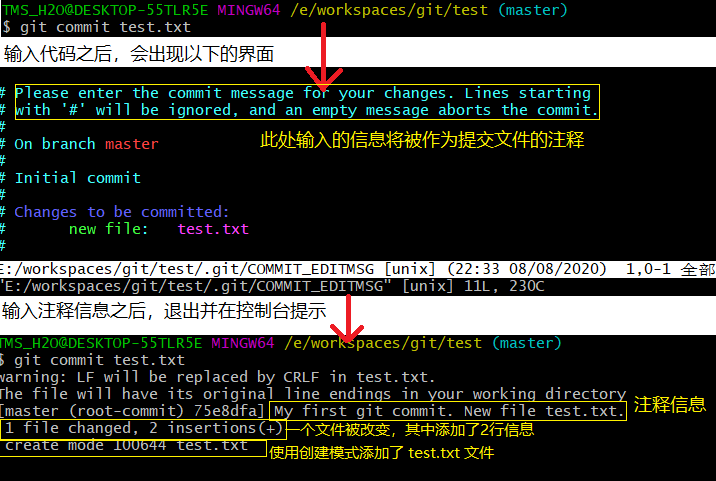 TMS_H2O@DESKTOP-55TLR5E MINGW64 /e/workspaces/git/test (master)
$ git commit test.txt
输入代码之后，会出现以下的界面
# Please enter the commit message for your changes. Lines starting
# with '#' will be ignored, and an empty message aborts the commit.
#
# On branch master
此处输入的信息将被作为提交文件的注释
#
# Initial commit
#
# Changes to be committed:
#       new file:   test.txt
#
E:/workspaces/git/test/.git/COMMIT_EDITMSG [unix] (22:33 08/08/2020)  1,0-1 全部
"E:/workspaces/git/test/.git/COMMIT_EDITMSG" [unix] 11L, 230C
输入注释信息之后，退出并在控制台提示
TMS_H2O@DESKTOP-55TLR5E MINGW64 /e/workspaces/git/test (master)
$ git commit test.txt
warning: LF will be replaced by CRLF in test.txt.
The file will have its original line endings in your working directory
[master (root-commit) 75e8dfa] My first git commit. New file test.txt. 注释信息
1 file changed, 2 insertions(+) 一个文件被改变，其中添加了2行信息
create mode 100644 test.txt 使用创建模式添加了 test.txt 文件